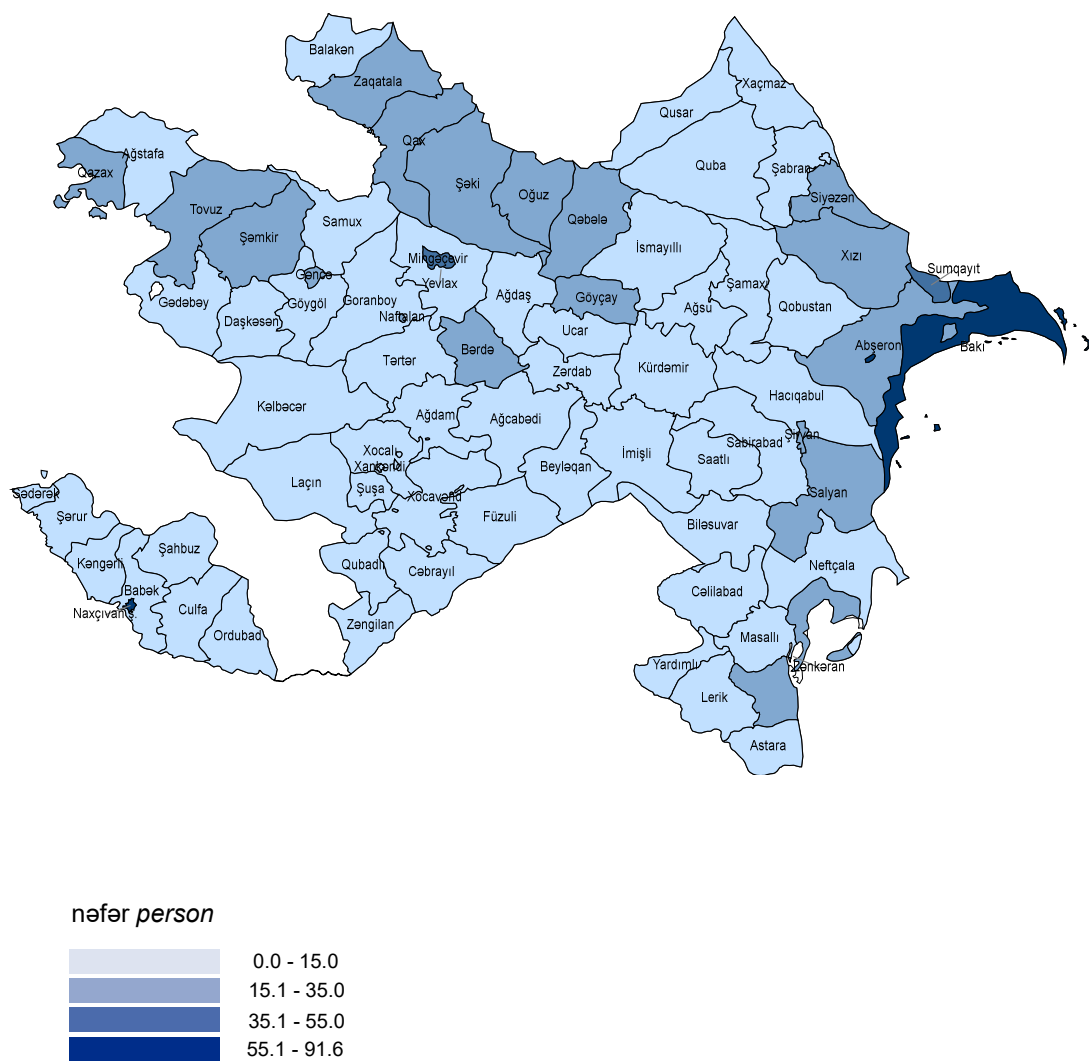 Balakən
Zaqatala
Xaçmaz
Qusar
Qax
Ağstafa
Quba
Şabran
Qazax
Şəki
Oğuz
Siyəzən
Tovuz
Qəbələ
Samux
Şəmkir
İsmayıllı
Xızı
Mingəçevir
Sumqayıt
Gəncə
Yevlax
Şamaxı
Gədəbəy
Göygöl
Goranboy
Ağdaş
Göyçay
Ağsu
Qobustan
Daşkəsən
Naftalan
Ucar
Abşeron
Bakı
Bərdə
Tərtər
Zərdab
Kürdəmir
Hacıqabul
Kəlbəcər
Ağdam
Ağcabədi
Şirvan
Sabirabad
Xocalı
İmişli
Saatlı
Xankəndi
Beyləqan
Laçın
Şuşa
Salyan
Sədərək
Xocavənd
Füzuli
Şərur
Biləsuvar
Şahbuz
Kəngərli
Qubadlı
Cəbrayıl
Neftçala
Babək
Cəlilabad
Naxçıvan ş.
Culfa
Zəngilan
Ordubad
Masallı
Yardımlı
Lənkəran
Lerik
Astara
nəfər person
0.0 - 15.0
15.1 - 35.0
35.1 - 55.0
55.1 - 91.6